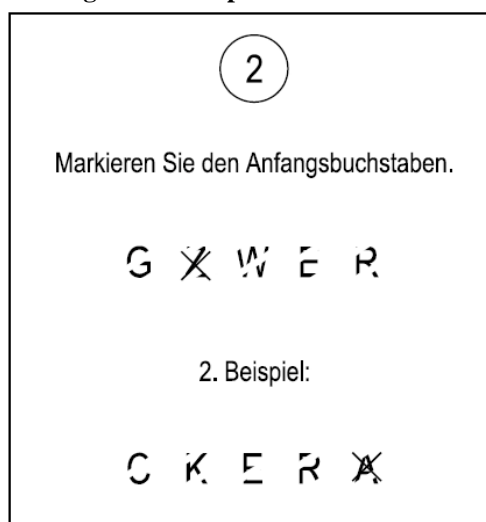 2
Markieren Sie den Anfangsbuchstaben.
G Z W E R
2. Beispiel:
C K E R A